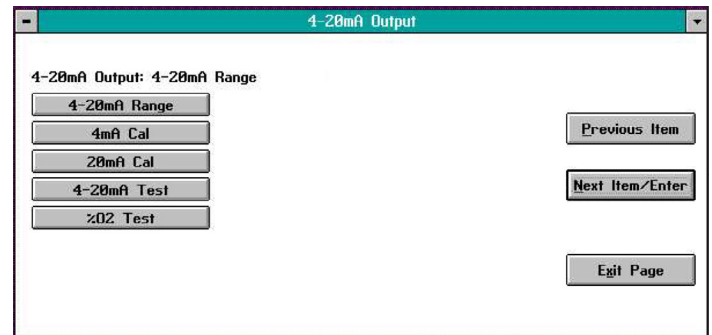 4-20mA Output
4-20mA Output: 4-20mA Range
4-20mA Range
4mA Cal
20mA Cal
4-20mA Test
%O2 Test
Previous Item
Next Item/Enter
Exit Page